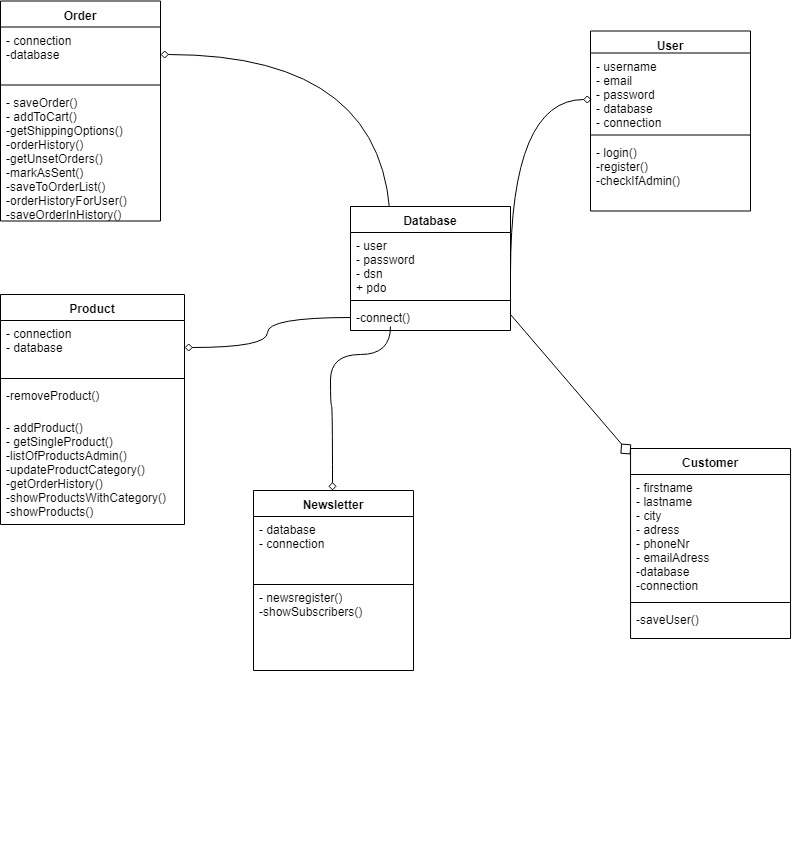 Order
- connection
-database
- saveOrder()
- addToCart()
-getShippingOptions()
-orderHistory()
-getUnsetOrders()
-markAsSent()
-saveToOrderList()
-orderHistoryForUser()
-saveOrderInHistory()
User
- username
- email
- password
- database
- connection
- login()
-register()
-checkIfAdmin()
Database
- user
- password
- dsn
+ pdo
-connect()
Product
- connection
- database
-removeProduct()
- addProduct()
- getSingleProduct()
-listOfProductsAdmin()
-updateProductCategory()
-getOrderHistory()
-showProductsWithCategory()
-showProducts()
Newsletter
- database
- connection
- newsregister()
-showSubscribers()
Customer
- firstname
- lastname
- city
- adress
- phoneNr
- emailAdress
-database
-connection
-saveUser()